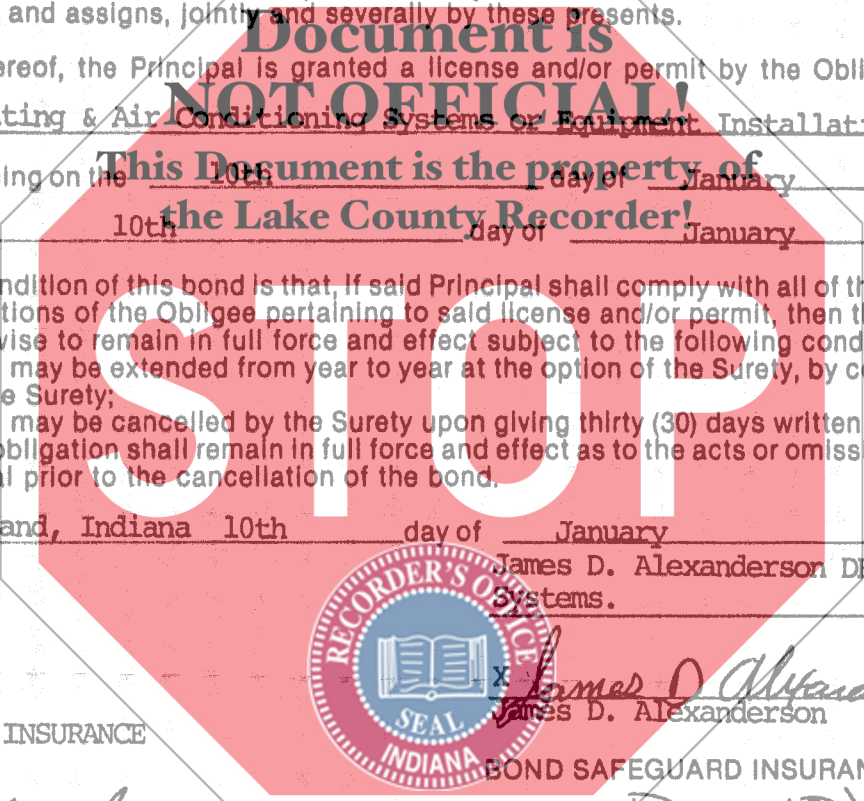 and assigns, jointly and severally by these presents.
Document is
ereof, the Principal is granted a license and/or permit by the Obli
NOT OFFICIAL!
ting & Air Conditioning Systems or Equipment Installati
This Document is the property of
ing on the 10th day of January
the Lake County Recorder!
10th day of January
ndition of this bond is that, if said Principal shall comply with all of th
tions of the Obligee pertaining to said license and/or permit, then th
wise to remain in full force and effect subject to the following cond
may be extended from year to year at the option of the Surety, by c
e Surety;
may be cancelled by the Surety upon giving thirty (30) days written
obligation shall remain in full force and effect as to the acts or omiss
l prior to the cancellation of the bond.
STOP
and, Indiana 10th day of January
James D. Alexanderson D
Systems.
RECORDER'S OFFICE
SEAL
INDIANA
X James D
James D. Alexanderson
INSURANCE
BOND SAFEGUARD INSURAN